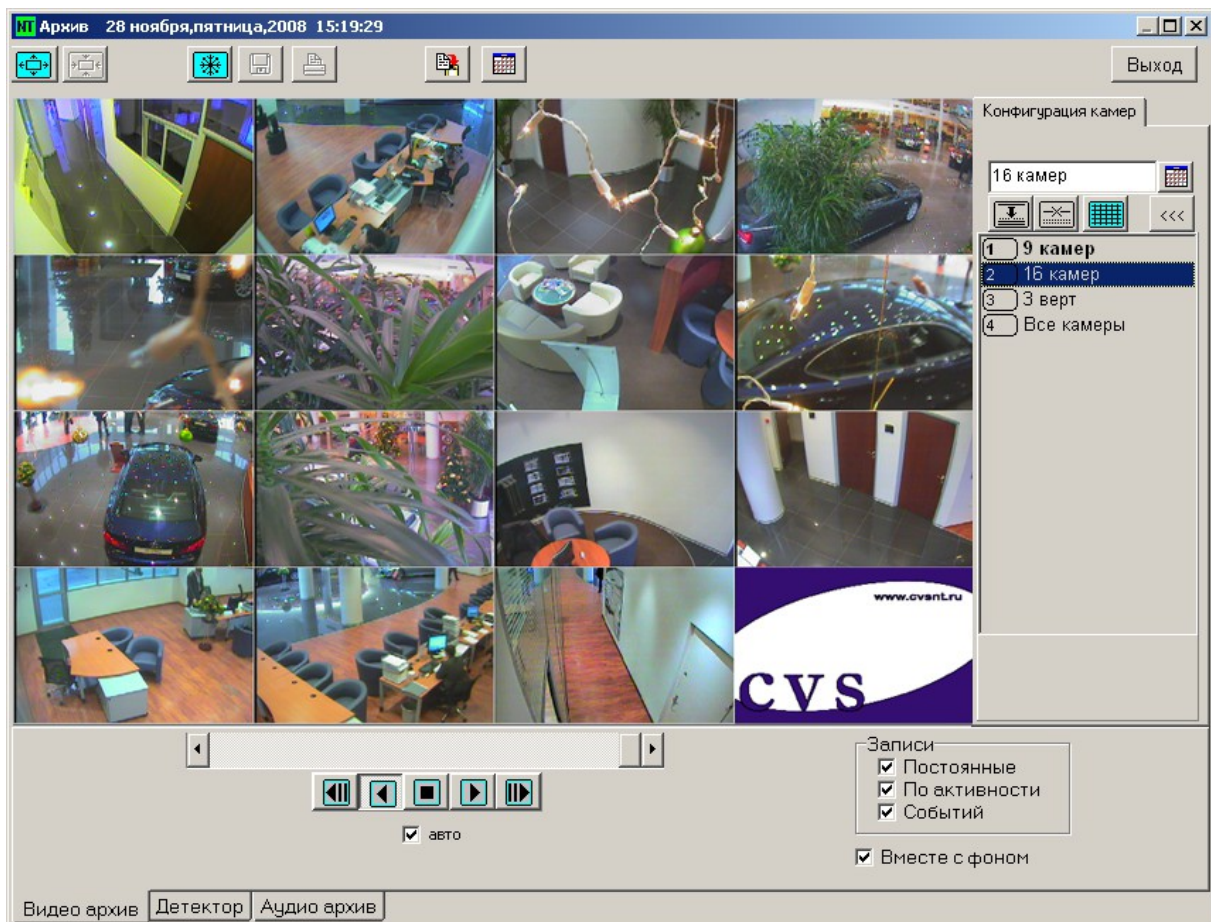 NT Архив 28 ноября,пятница,2008 15:19:29
Выход
Конфигурация камер
16 камер
<<<
1 9 камер
2 16 камер
3 3 верт
4 Все камеры
www.cvsnt.ru
CVS
Записи
Постоянные
По активности
Событий
авто
Вместе с фоном
Видео архив Детектор Аудио архив